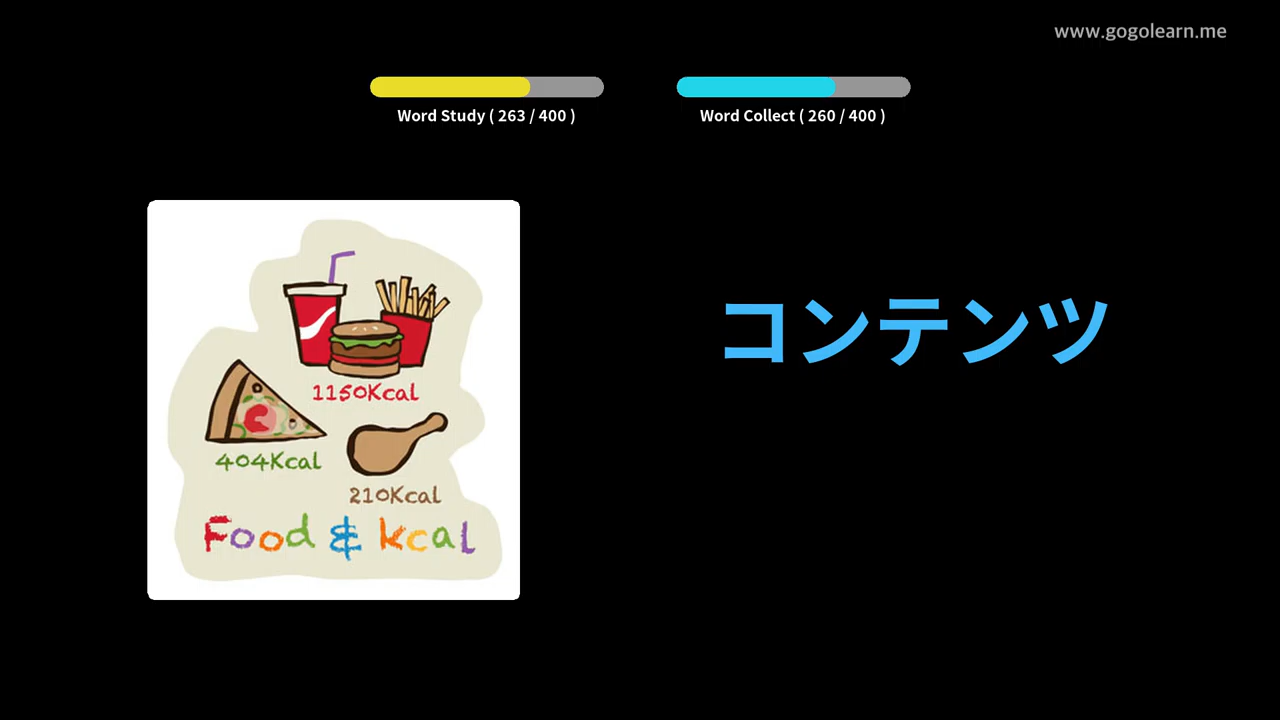 www.gogolearn.me
Word Study ( 263 / 400 )
Word Collect ( 260 / 400 )
コンテンツ
1150Kcal
404Kcal
210Kcal
Food & kcal